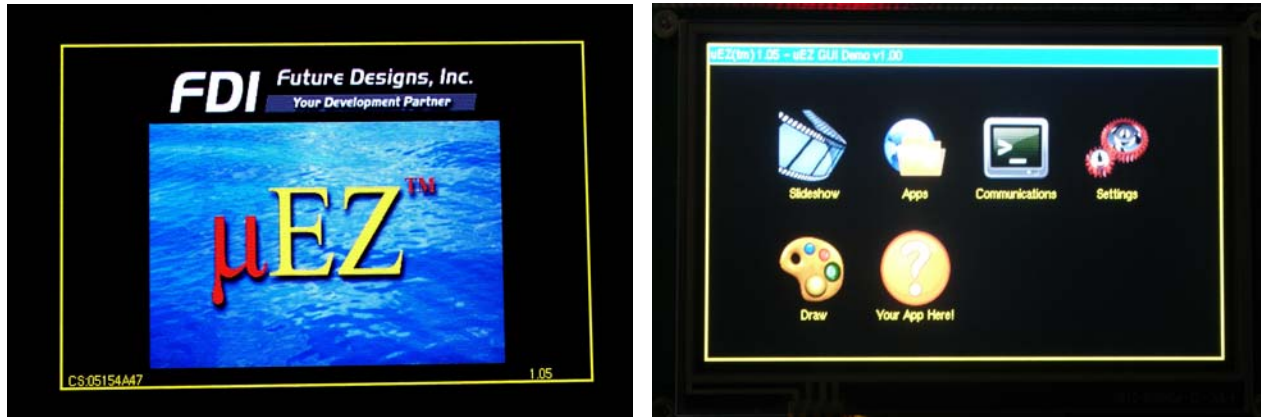 FDI Future Designs, Inc.
Your Development Partner
µEZ™
CS:05154A47 1.05
uEZ(tm) 1.05 - uEZ GUI Demo v1.00
Slideshow Apps Communications Settings
Draw Your App Here!